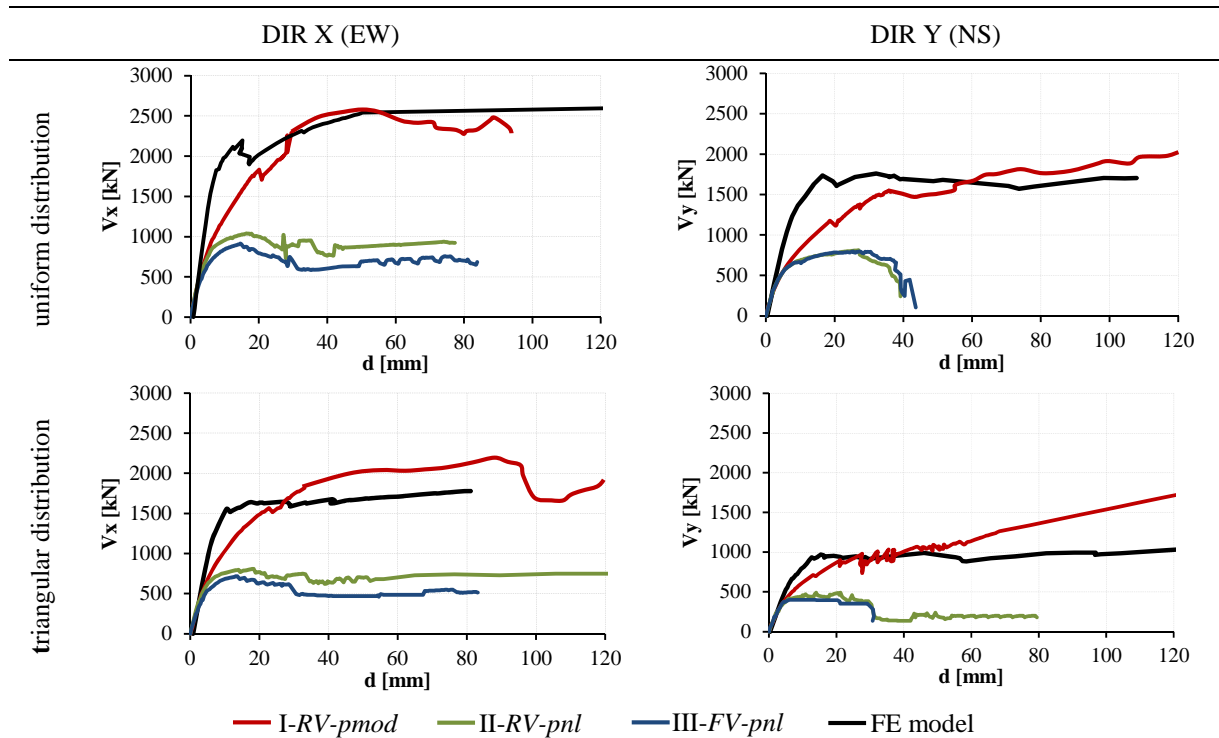 DIR X (EW) DIR Y (NS)
uniform distribution
Vx [kN]
3000
2500
2000
1500
1000
500
0
0 20 40 60 80 100 120
d [mm]
Vy [kN]
3000
2500
2000
1500
1000
500
0
0 20 40 60 80 100 120
d [mm]
triangular distribution
Vx [kN]
3000
2500
2000
1500
1000
500
0
0 20 40 60 80 100 120
d [mm]
Vy [kN]
3000
2500
2000
1500
1000
500
0
0 20 40 60 80 100 120
d [mm]
I-RV-pmod II-RV-pnl III-FV-pnl FE model